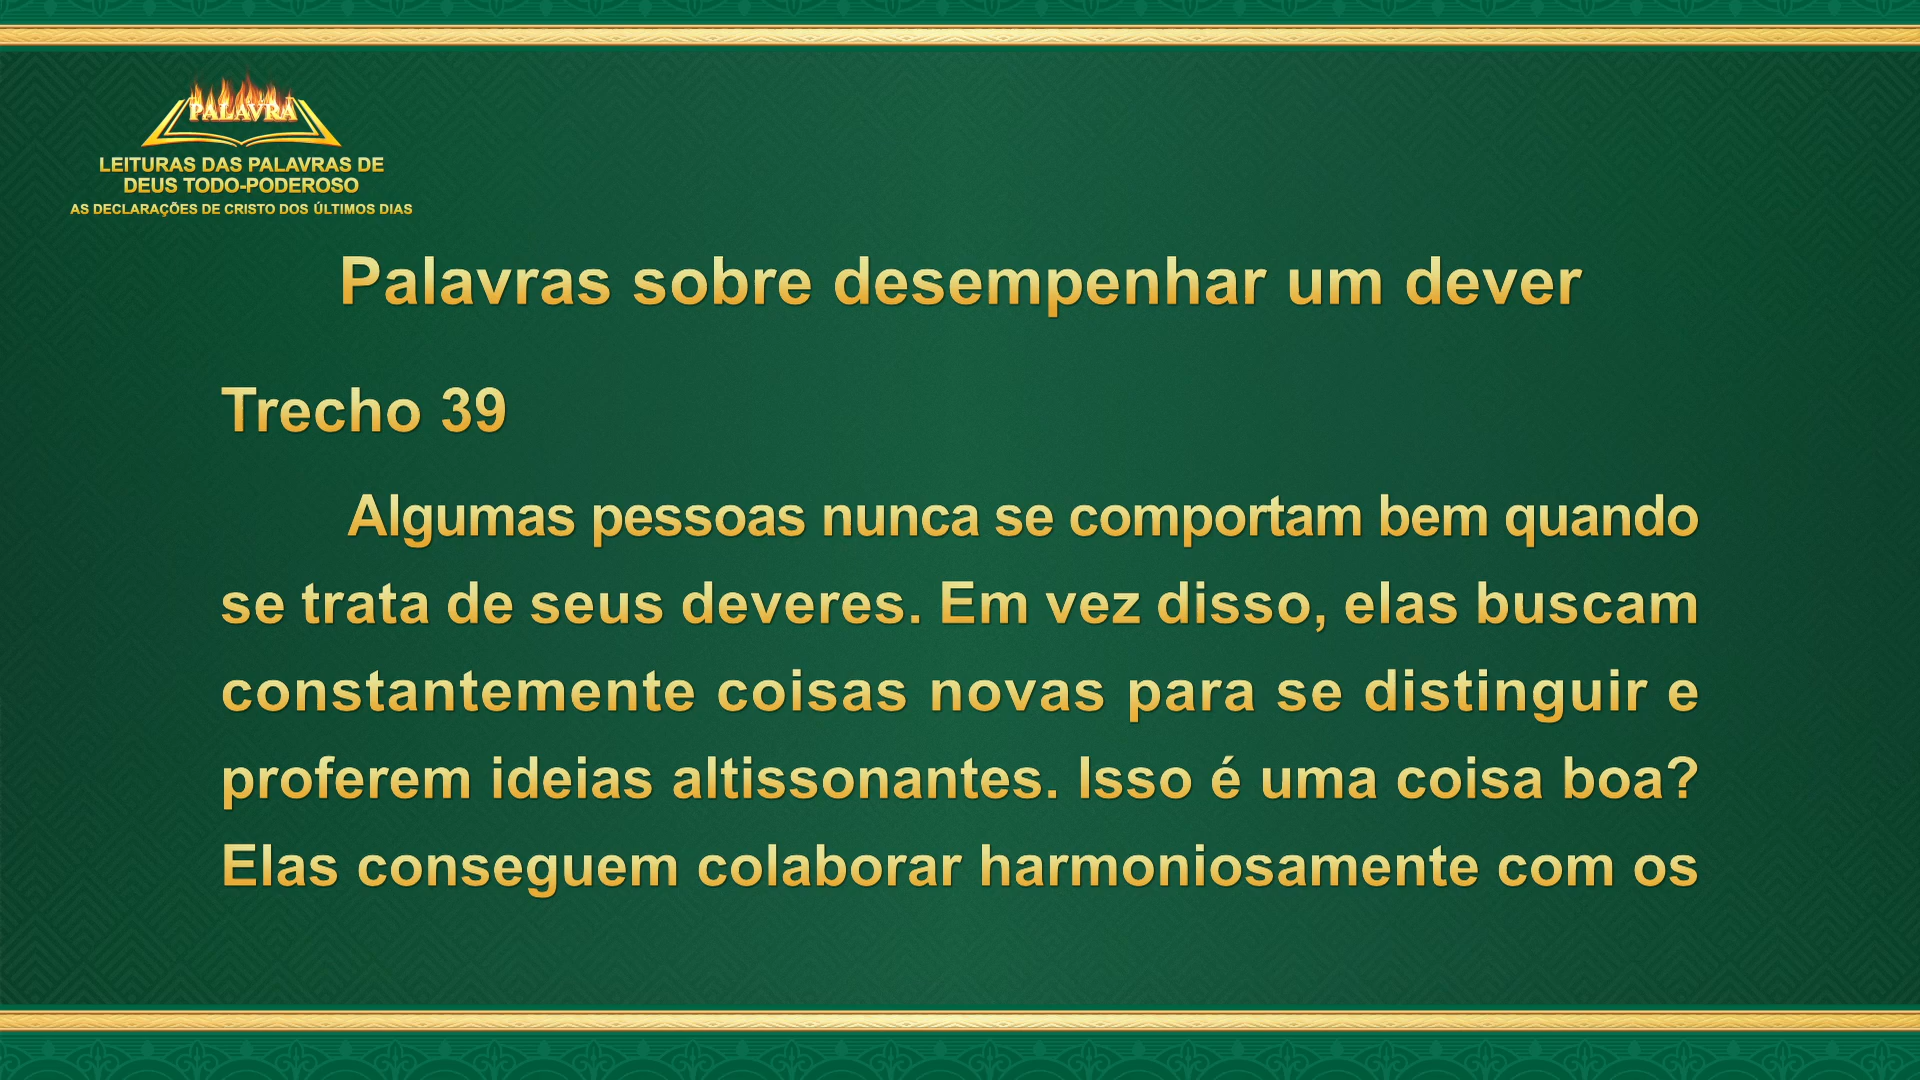 PALAVRA
LEITURAS DAS PALAVRAS DE
DEUS TODO-PODEROSO
AS DECLARAÇÕES DE CRISTO DOS ÚLTIMOS DIAS
Palavras sobre desempenhar um dever
Trecho 39
Algumas pessoas nunca se comportam bem quando
se trata de seus deveres. Em vez disso, elas buscam
constantemente coisas novas para se distinguir e
proferem ideias altissonantes. Isso é uma coisa boa?
Elas conseguem colaborar harmoniosamente com os